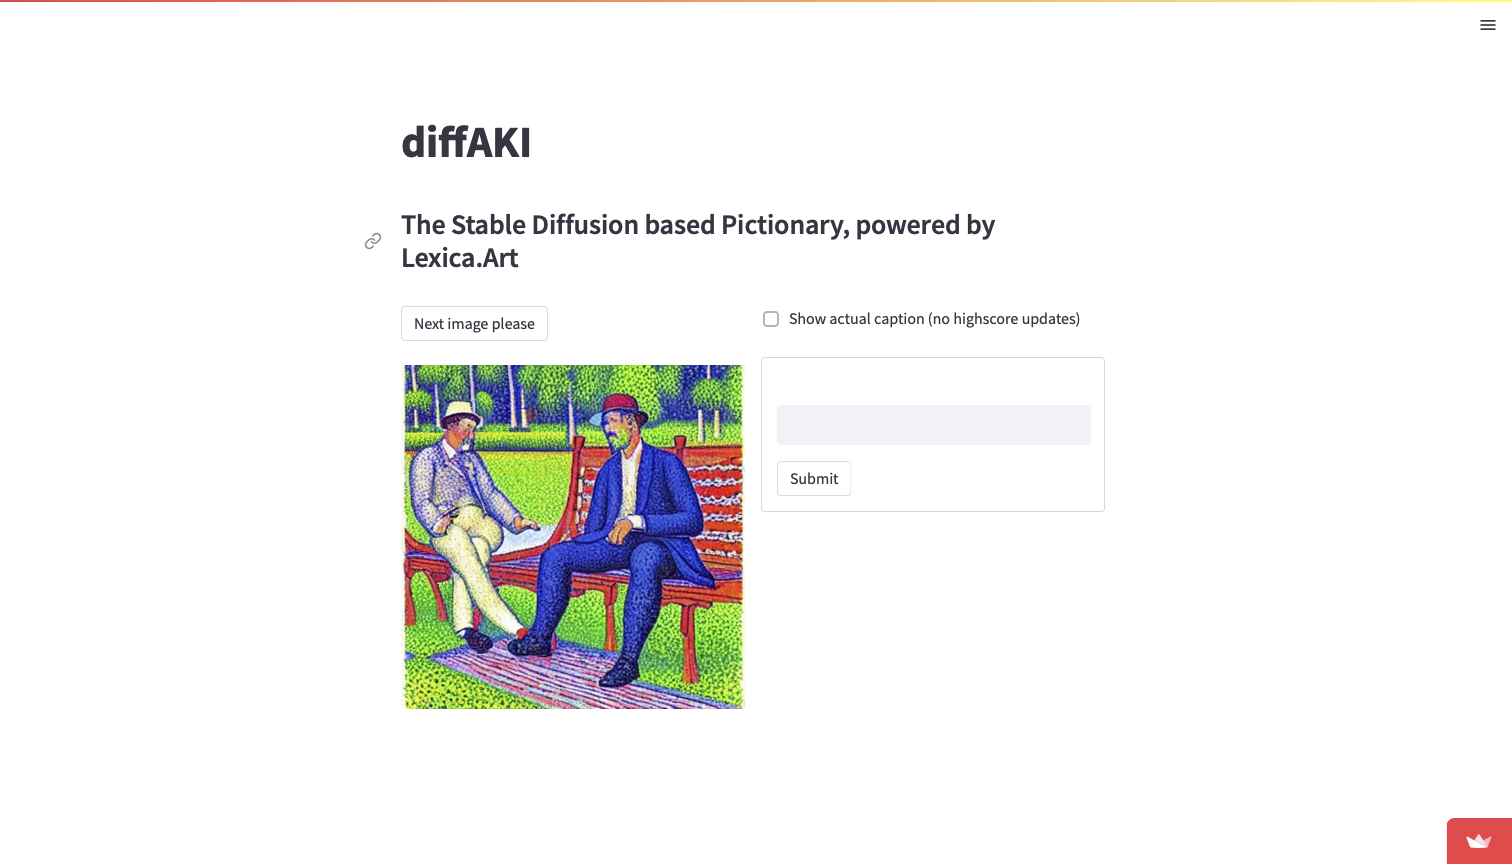 diffAKI
The Stable Diffusion based Pictionary, powered by
Lexica.Art
Next image please
Show actual caption (no highscore updates)
Submit